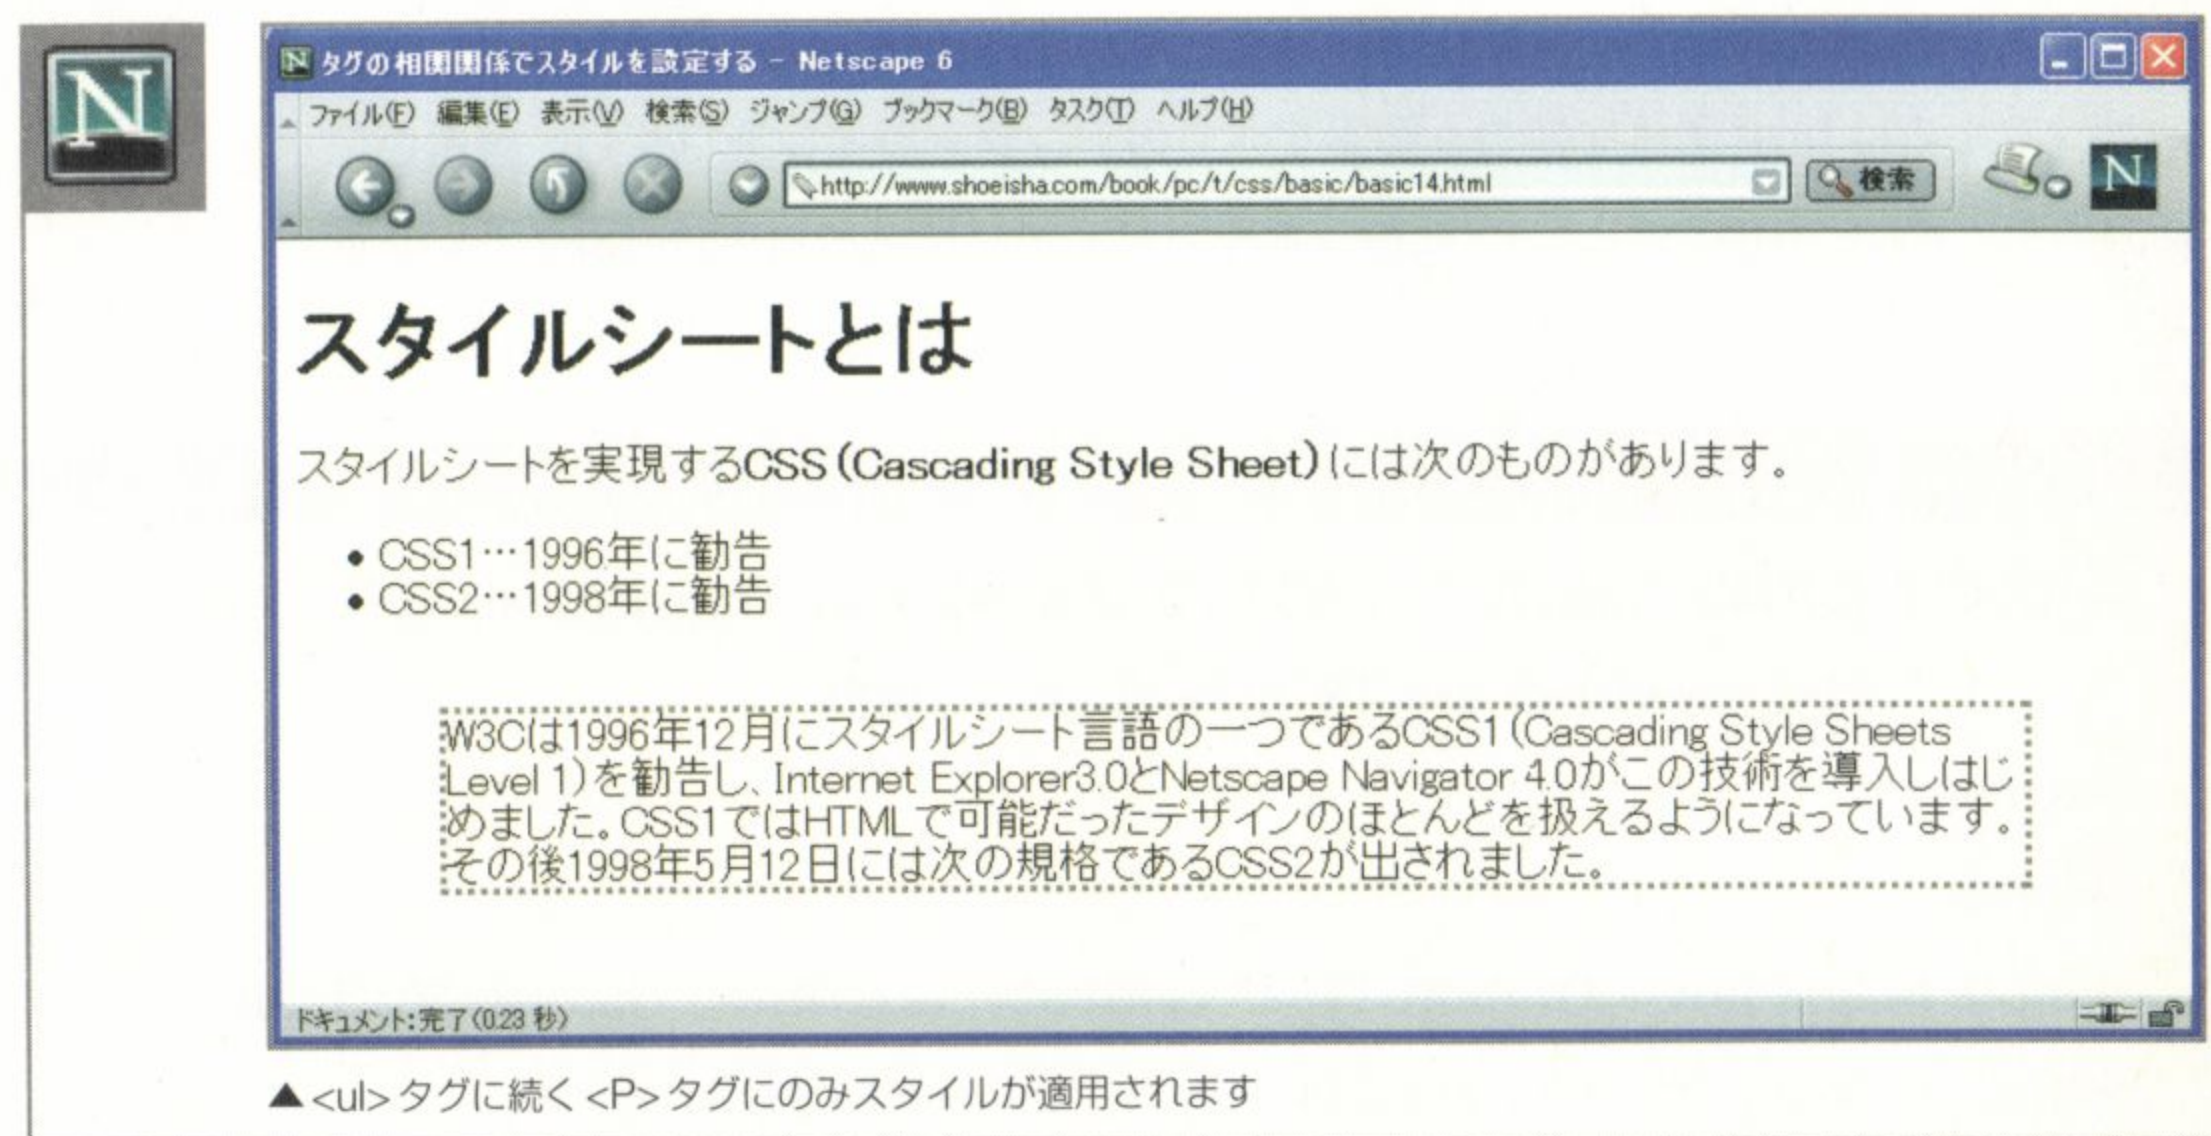 N
タグの相関関係でスタイルを設定する - Netscape 6
ファイル(F) 編集(E) 表示(V) 検索(S) ジャンプ(G) ブックマーク(B) タスク(T) ヘルプ(H)
http://www.shoeisha.com/book/pc/t/css/basic/basic14.html 検索 N
スタイルシートとは
スタイルシートを実現するCSS(Cascading Style Sheet)には次のものがあります。
• CSS1…1996年に勧告
• CSS2…1998年に勧告
W3Cは1996年12月にスタイルシート言語の一つであるCSS1(Cascading Style Sheets
Level 1)を勧告し、Internet Explorer3.0とNetscape Navigator 4.0がこの技術を導入しはじ
めました。CSS1ではHTMLで可能だったデザインのほとんどを扱えるようになっています。
その後1998年5月12日には次の規格であるCSS2が出されました。
ドキュメント:完了(0.23 秒)
▲<ul>タグに続く<P>タグにのみスタイルが適用されます